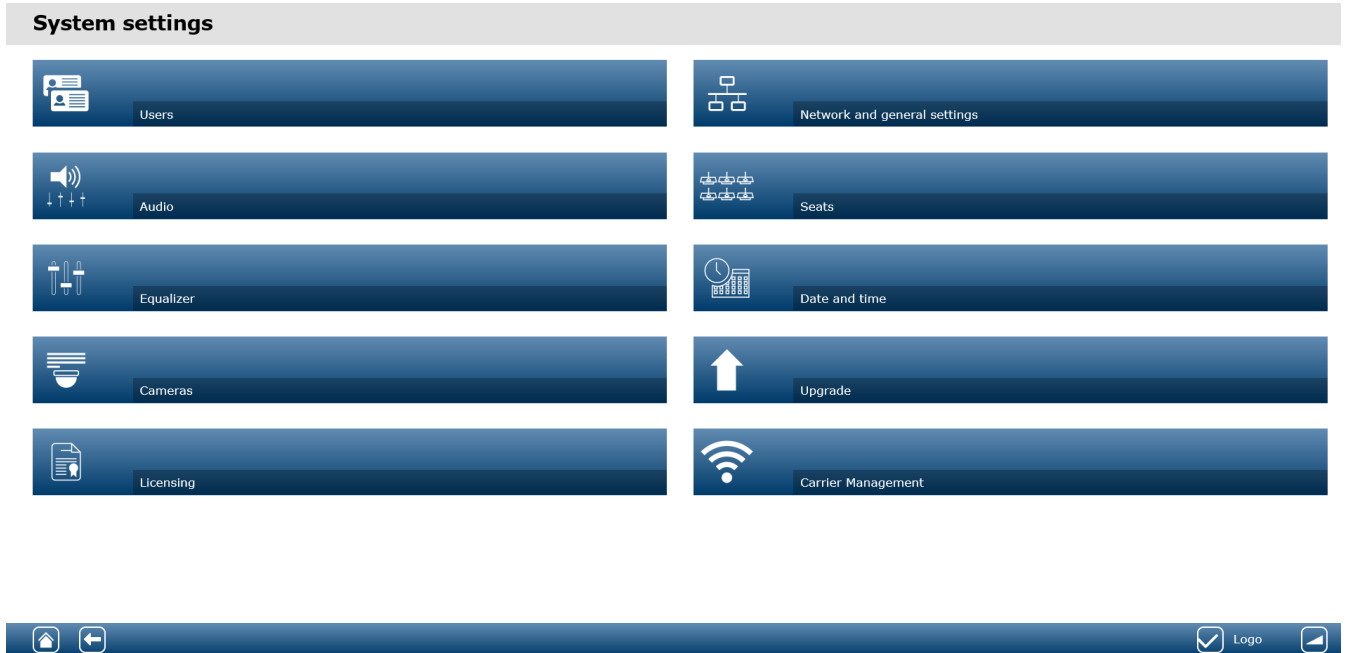 System settings
Users
Network and general settings
Audio
Seats
Equalizer
Date and time
Cameras
Upgrade
Licensing
Carrier Management
Logo